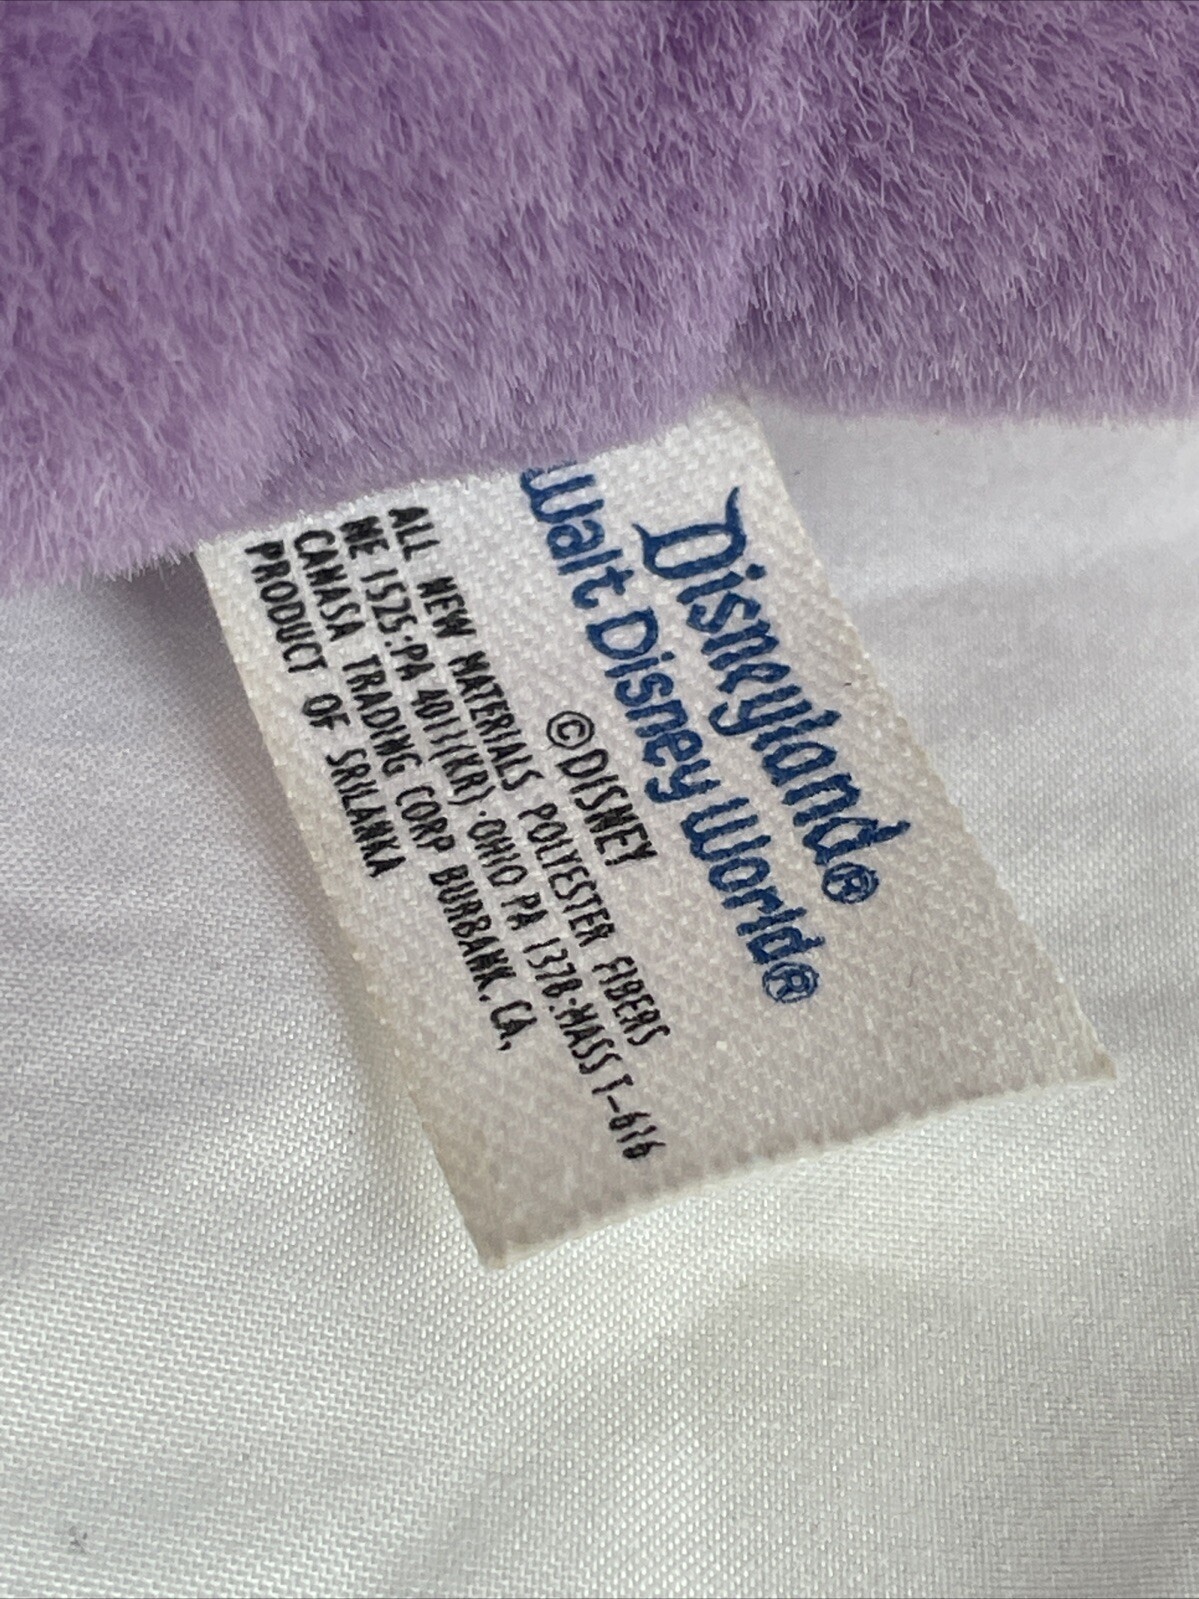 Disneyland®
Walt Disney World®
©DISNEY
ALL NEW MATERIALS POLYESTER FIBERS
ME 1525·PA 4011(KR)·OHIO PA 1378·MASS T-616
CANASA TRADING CORP BURBANK, CA,
PRODUCT OF SRILANKA